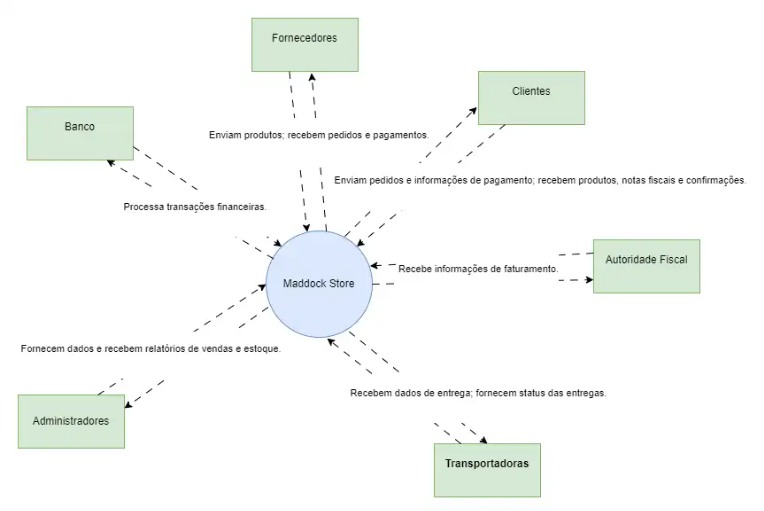 Fornecedores
Clientes
Banco
Enviam produtos; recebem pedidos e pagamentos.
Enviam pedidos e informações de pagamento; recebem produtos, notas fiscais e confirmações.
Processa transações financeiras.
Autoridade Fiscal
Recebe informações de faturamento.
Maddock Store
Fornecem dados e recebem relatórios de vendas e estoque.
Recebem dados de entrega; fornecem status das entregas.
Administradores
Transportadoras